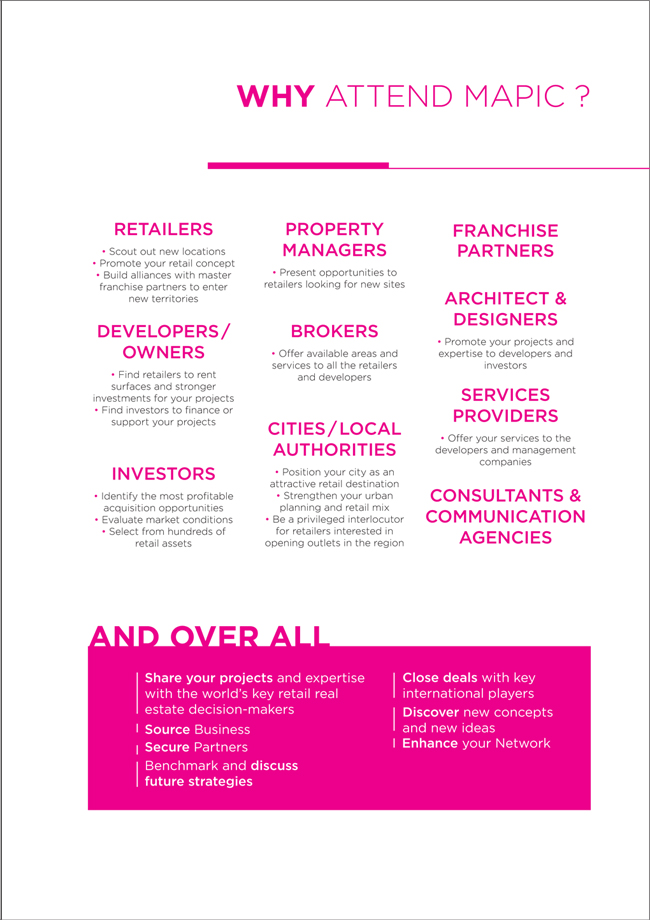 WHY ATTEND MAPIC ?
RETAILERS
• Scout out new locations
• Promote your retail concept
• Build alliances with master
franchise partners to enter
new territories
DEVELOPERS/
OWNERS
• Find retailers to rent
surfaces and stronger
investments for your projects
• Find investors to finance or
support your projects
INVESTORS
• Identify the most profitable
acquisition opportunities
• Evaluate market conditions
• Select from hundreds of
retail assets
PROPERTY
MANAGERS
• Present opportunities to
retailers looking for new sites
BROKERS
• Offer available areas and
services to all the retailers
and developers
CITIES/LOCAL
AUTHORITIES
• Position your city as an
attractive retail destination
• Strengthen your urban
planning and retail mix
• Be a privileged interlocutor
for retailers interested in
opening outlets in the region
FRANCHISE
PARTNERS
ARCHITECT &
DESIGNERS
• Promote your projects and
expertise to developers and
investors
SERVICES
PROVIDERS
• Offer your services to the
developers and management
companies
CONSULTANTS &
COMMUNICATION
AGENCIES
AND OVER ALL
Share your projects and expertise
with the world's key retail real
estate decision-makers
Source Business
Secure Partners
Benchmark and discuss
future strategies
Close deals with key
international players
Discover new concepts
and new ideas
Enhance your Network